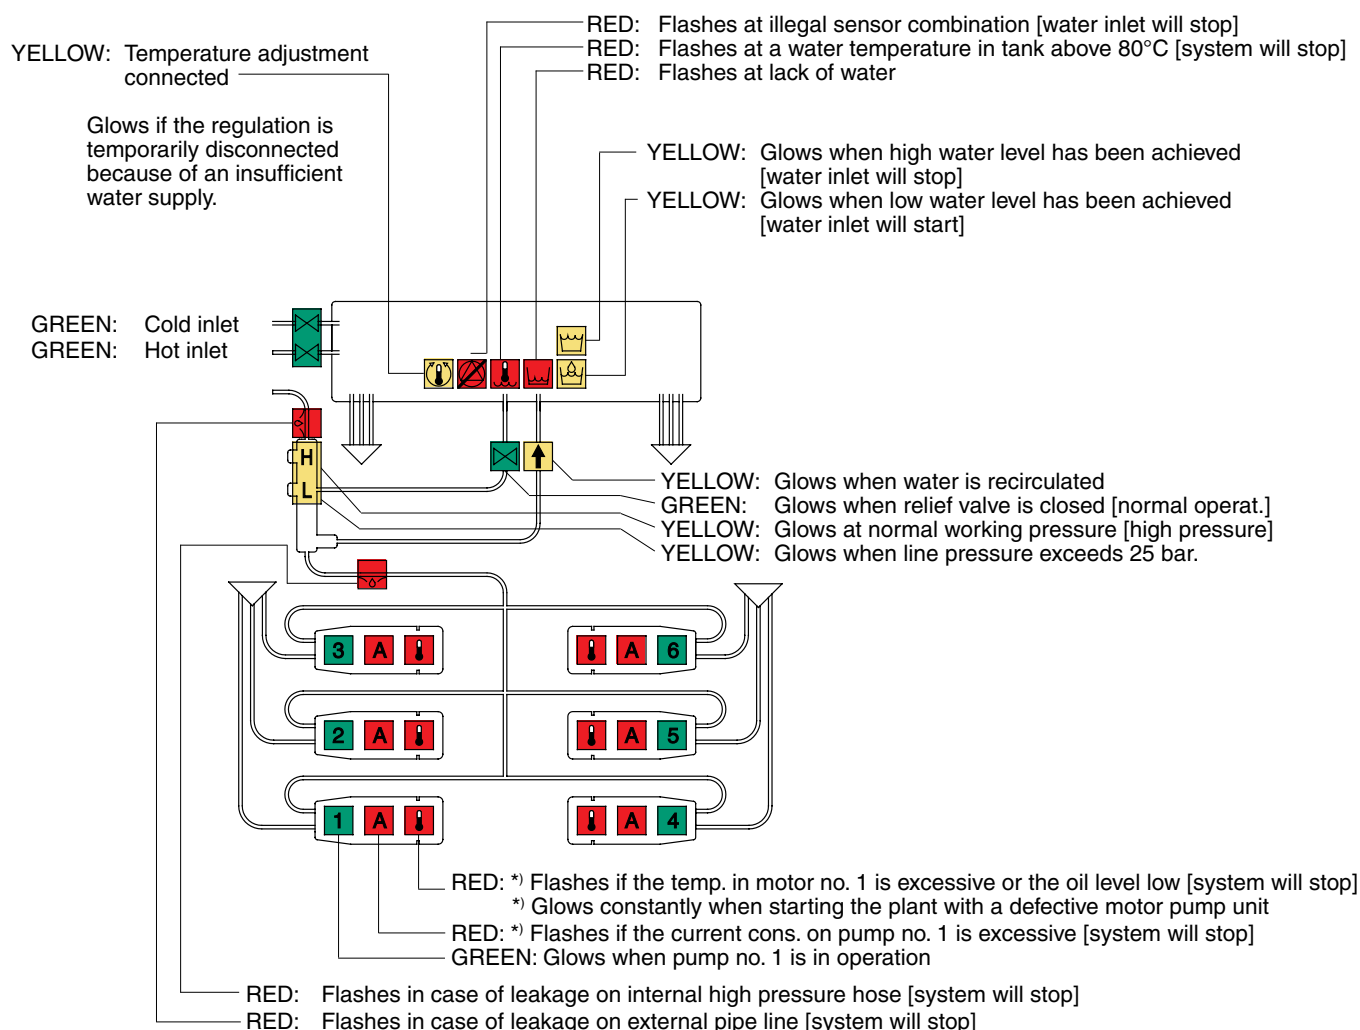 RED: Flashes at illegal sensor combination [water inlet will stop]
RED: Flashes at a water temperature in tank above 80°C [system will stop]
RED: Flashes at lack of water
YELLOW: Temperature adjustment
connected
Glows if the regulation is
temporarily disconnected
because of an insufficient
water supply.
YELLOW: Glows when high water level has been achieved
[water inlet will stop]
YELLOW: Glows when low water level has been achieved
[water inlet will start]
GREEN: Cold inlet
GREEN: Hot inlet
H
L
YELLOW: Glows when water is recirculated
GREEN: Glows when relief valve is closed [normal operat.]
YELLOW: Glows at normal working pressure [high pressure]
YELLOW: Glows when line pressure exceeds 25 bar.
3 A A 6
2 A A 5
1 A A 4
RED: *) Flashes if the temp. in motor no. 1 is excessive or the oil level low [system will stop]
*) Glows constantly when starting the plant with a defective motor pump unit
RED: *) Flashes if the current cons. on pump no. 1 is excessive [system will stop]
GREEN: Glows when pump no. 1 is in operation
RED: Flashes in case of leakage on internal high pressure hose [system will stop]
RED: Flashes in case of leakage on external pipe line [system will stop]